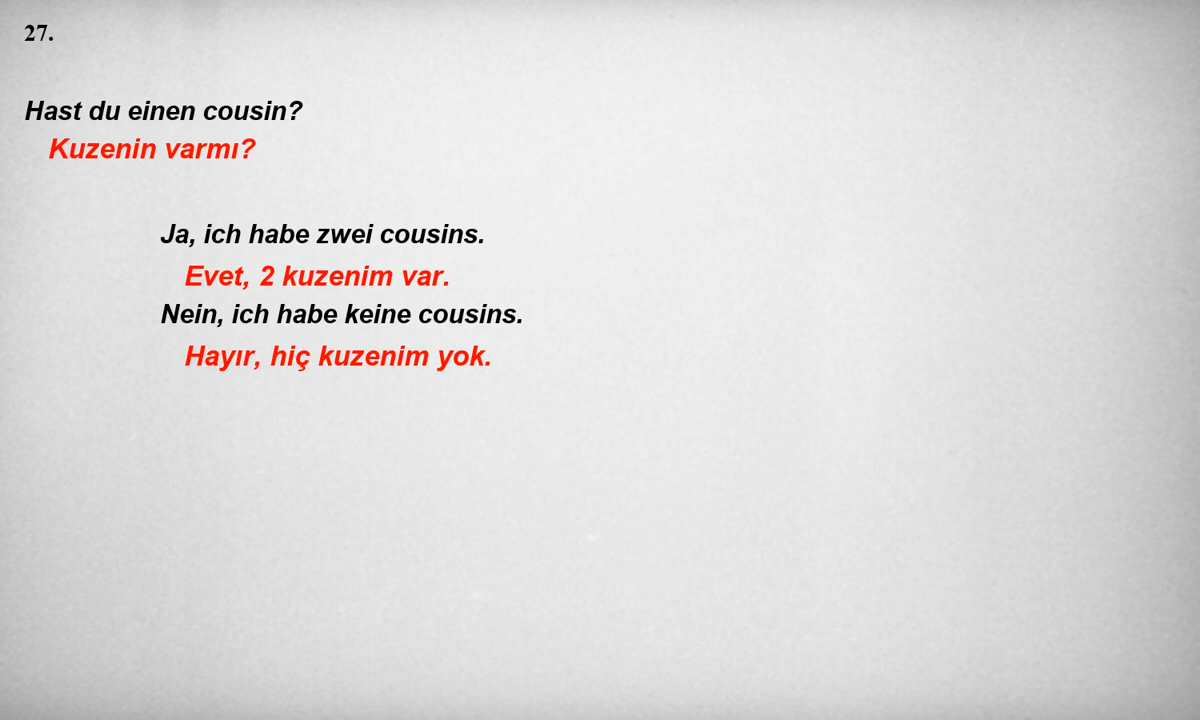 27.
Hast du einen cousin?
Kuzenin varmı?
Ja, ich habe zwei cousins.
Evet, 2 kuzenim var.
Nein, ich habe keine cousins.
Hayır, hiç kuzenim yok.